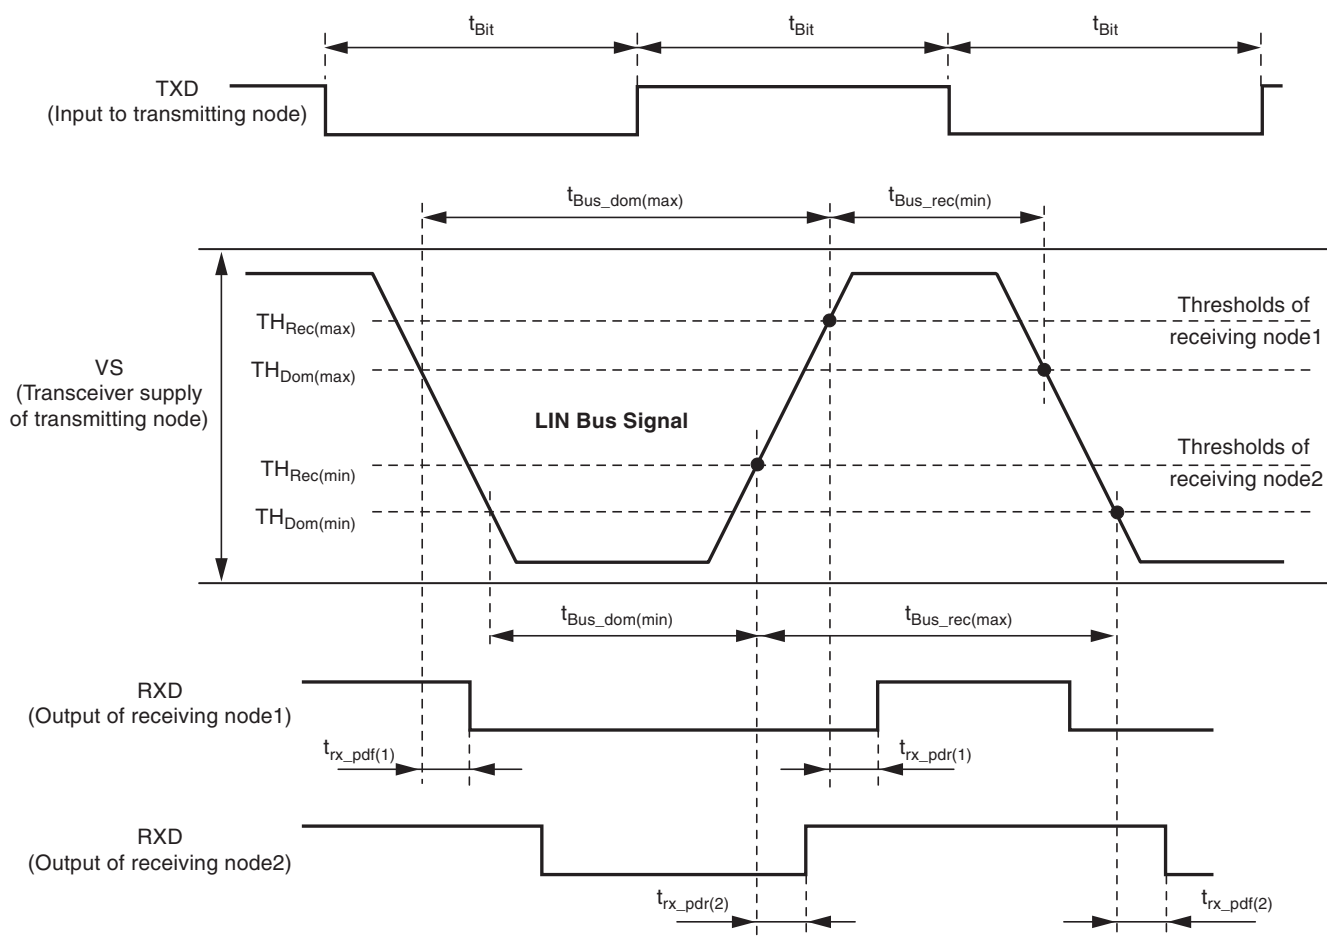 tBit
tBit
tBit
TXD
(Input to transmitting node)
tBus_dom(max)
tBus_rec(min)
THRec(max)
Thresholds of
receiving node1
VS
(Transceiver supply
of transmitting node)
THDom(max)
LIN Bus Signal
THRec(min)
Thresholds of
receiving node2
THDom(min)
tBus_dom(min)
tBus_rec(max)
RXD
(Output of receiving node1)
trx_pdf(1)
trx_pdr(1)
RXD
(Output of receiving node2)
trx_pdr(2)
trx_pdf(2)